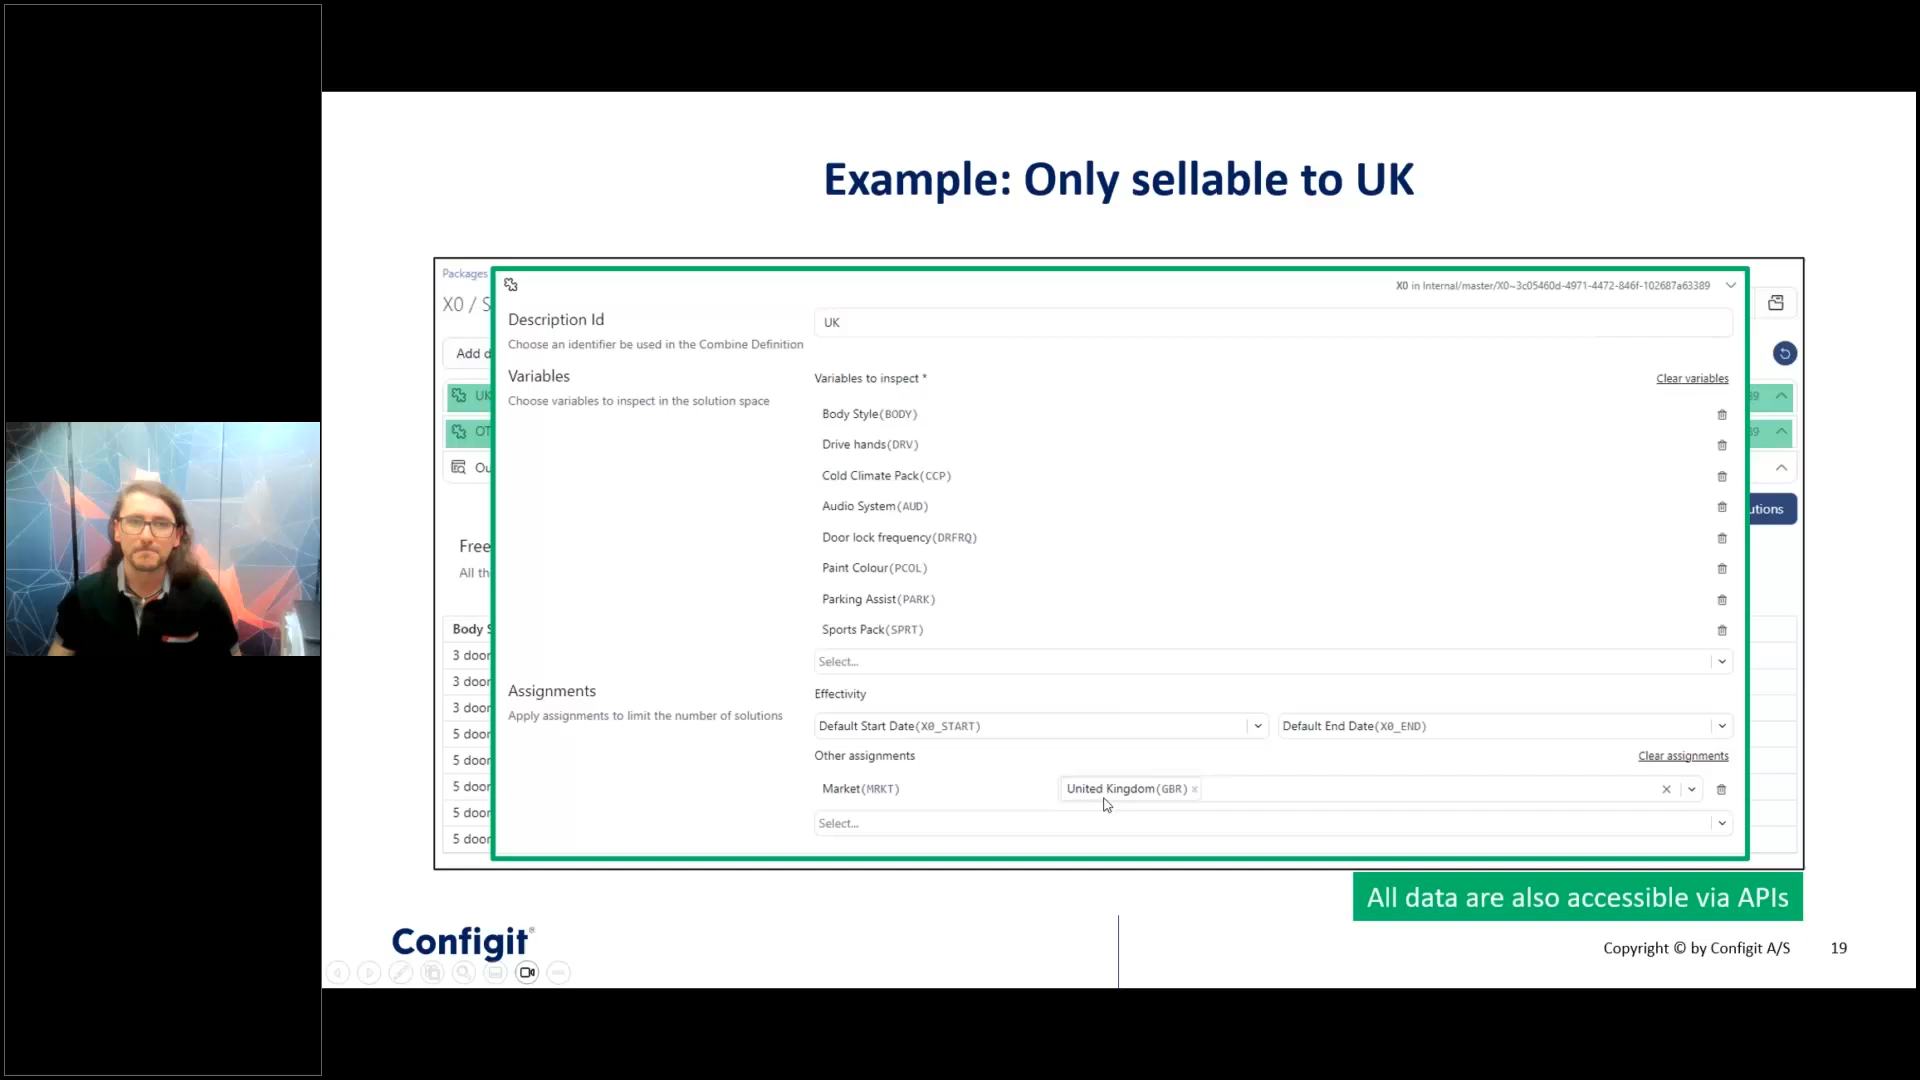 Example: Only sellable to UK
Packages
X0 / S
Add d
UK
OT
Ou
Free
All th
Body S
3 door
3 door
3 door
5 door
5 door
5 door
5 door
5 door
X0 in Internal/master/X0~3c05460d-4971-4472-846f-102687a63389
Description Id
UK
Choose an identifier be used in the Combine Definition
Variables
Variables to inspect *
Clear variables
Choose variables to inspect in the solution space
Body Style(BODY)
Drive hands(DRV)
Cold Climate Pack(CCP)
Audio System(AUD)
Door lock frequency(DRFRQ)
Paint Colour(PCOL)
Parking Assist(PARK)
Sports Pack(SPRT)
Select...
Assignments
Effectivity
Apply assignments to limit the number of solutions
Default Start Date(X0_START)
Default End Date(X0_END)
Other assignments
Clear assignments
Market(MRKT)
United Kingdom(GBR) x
Select...
89
89
utions
All data are also accessible via APIs
Configit®
Copyright © by Configit A/S
19